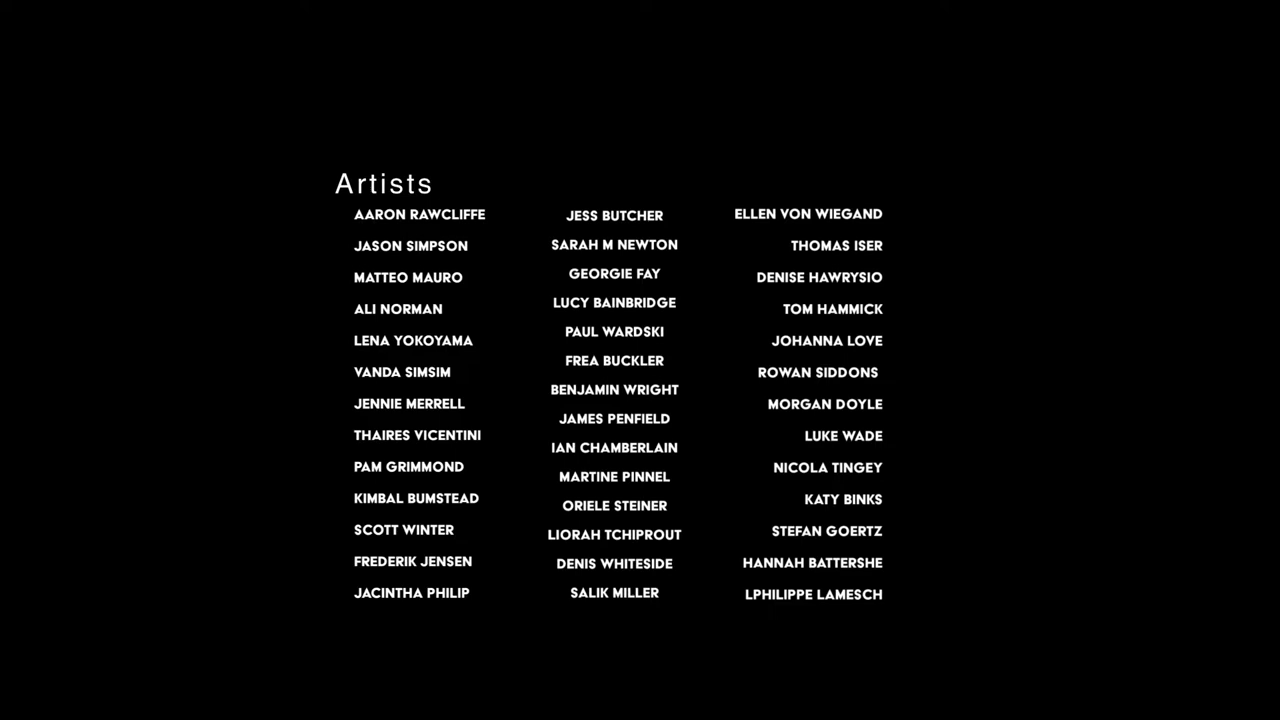 Artists
AARON RAWCLIFFE
JASON SIMPSON
MATTEO MAURO
ALI NORMAN
LENA YOKOYAMA
VANDA SIMSIM
JENNIE MERRELL
THAIRES VICENTINI
PAM GRIMMOND
KIMBAL BUMSTEAD
SCOTT WINTER
FREDERIK JENSEN
JACINTHA PHILIP
JESS BUTCHER
SARAH M NEWTON
GEORGIE FAY
LUCY BAINBRIDGE
PAUL WARDSKI
FREA BUCKLER
BENJAMIN WRIGHT
JAMES PENFIELD
IAN CHAMBERLAIN
MARTINE PINNEL
ORIELE STEINER
LIORAH TCHIPROUT
DENIS WHITESIDE
SALIK MILLER
ELLEN VON WIEGAND
THOMAS ISER
DENISE HAWRYSIO
TOM HAMMICK
JOHANNA LOVE
ROWAN SIDDONS
MORGAN DOYLE
LUKE WADE
NICOLA TINGEY
KATY BINKS
STEFAN GOERTZ
HANNAH BATTERSHE
LPHILIPPE LAMESCH